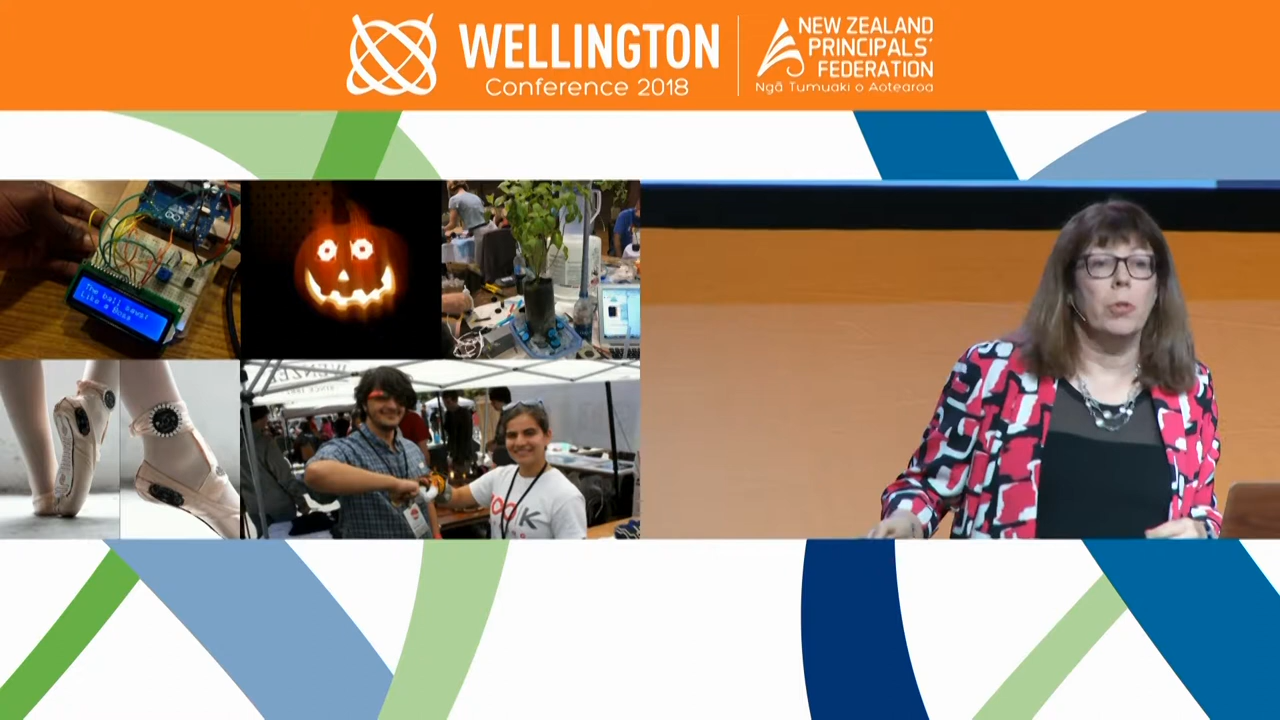 WELLINGTON
Conference 2018
NEW ZEALAND
PRINCIPALS'
FEDERATION
Ngā Tumuaki o Aotearoa
The ball says!
Like a Boss